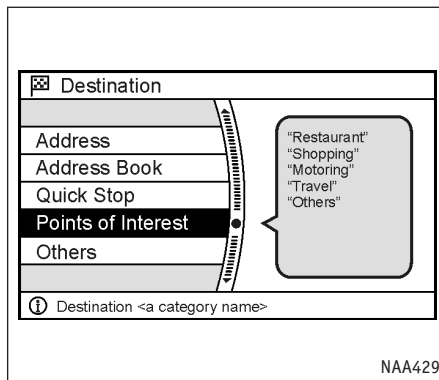 Destination
Address
Address Book
Quick Stop
Points of Interest
Others
“Restaurant”
“Shopping”
“Motoring”
“Travel”
“Others”
Destination <a category name>
NAA429